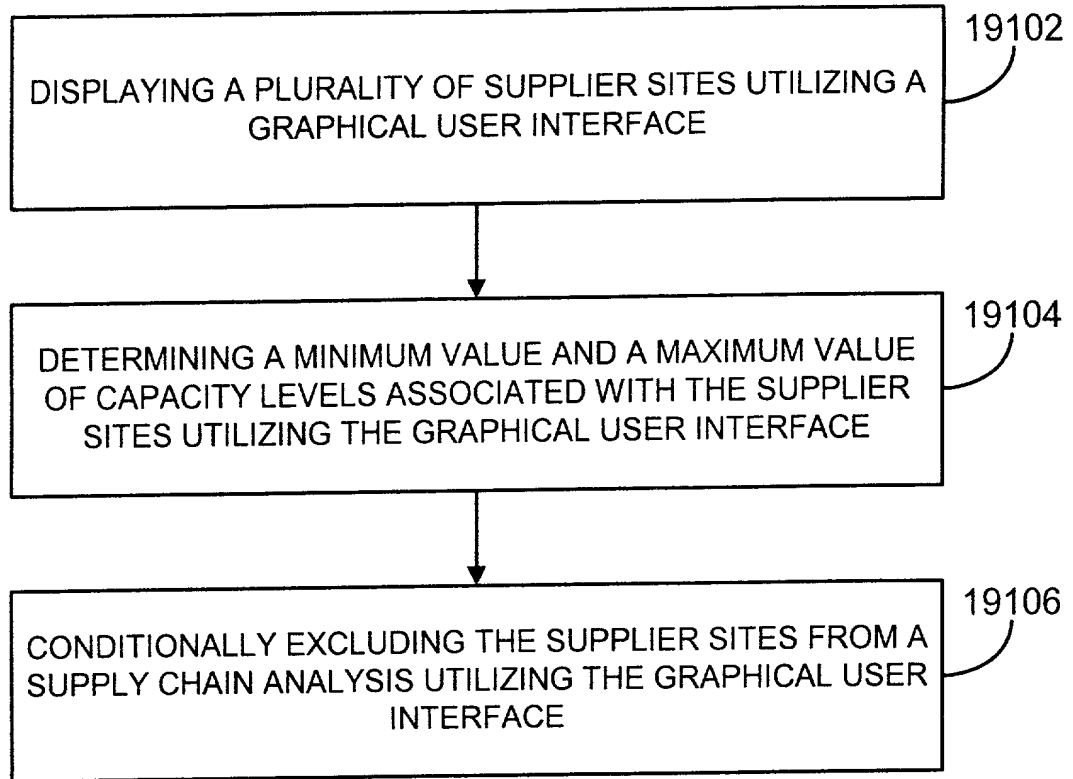 19102
DISPLAYING A PLURALITY OF SUPPLIER SITES UTILIZING A
GRAPHICAL USER INTERFACE
19104
DETERMINING A MINIMUM VALUE AND A MAXIMUM VALUE
OF CAPACITY LEVELS ASSOCIATED WITH THE SUPPLIER
SITES UTILIZING THE GRAPHICAL USER INTERFACE
19106
CONDITIONALLY EXCLUDING THE SUPPLIER SITES FROM A
SUPPLY CHAIN ANALYSIS UTILIZING THE GRAPHICAL USER
INTERFACE